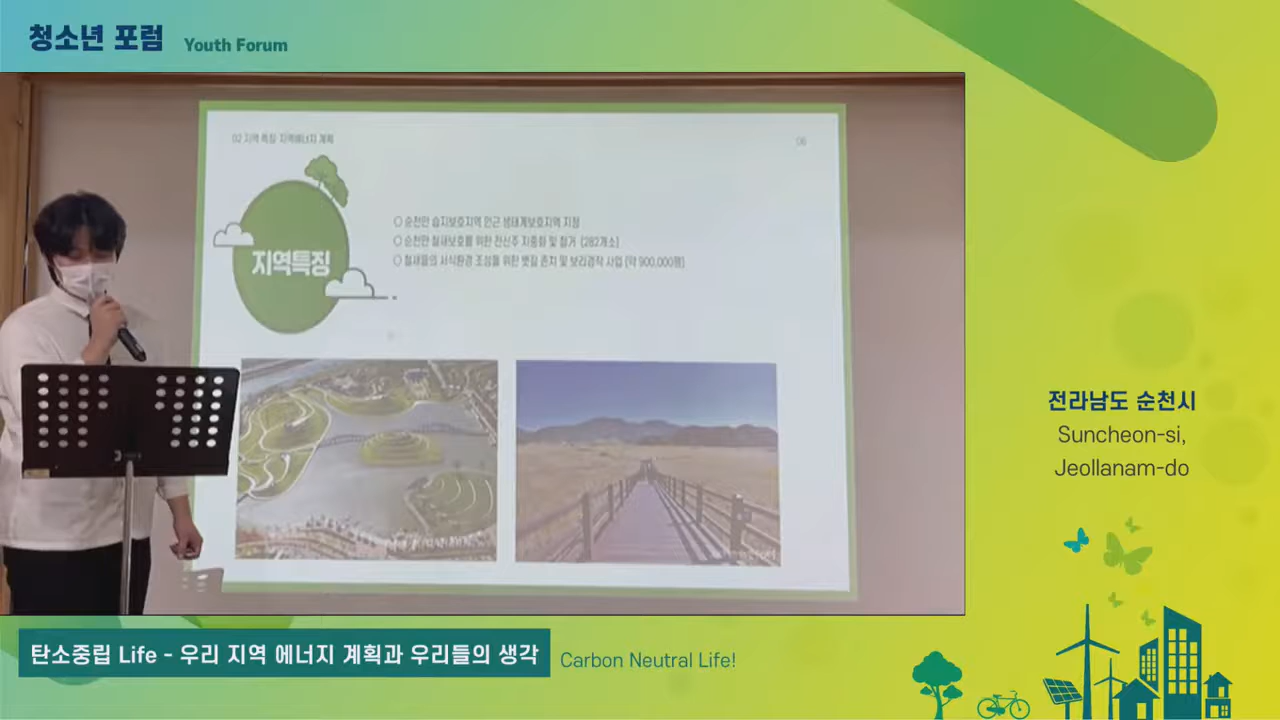 청소년 포럼 Youth Forum
02 지역 특징·지역에너지 계획
06
지역특징
○ 순천만 습지보호지역 인근 생태계보호지역 지정
○ 순천만 철새보호를 위한 전신주 지중화 및 철거 (282개소)
○ 철새들의 서식환경 조성을 위한 볏짚 존치 및 보리경작 사업 (약 900,000평)
전라남도 순천시
Suncheon-si,
Jeollanam-do
탄소중립 Life - 우리 지역 에너지 계획과 우리들의 생각 Carbon Neutral Life!